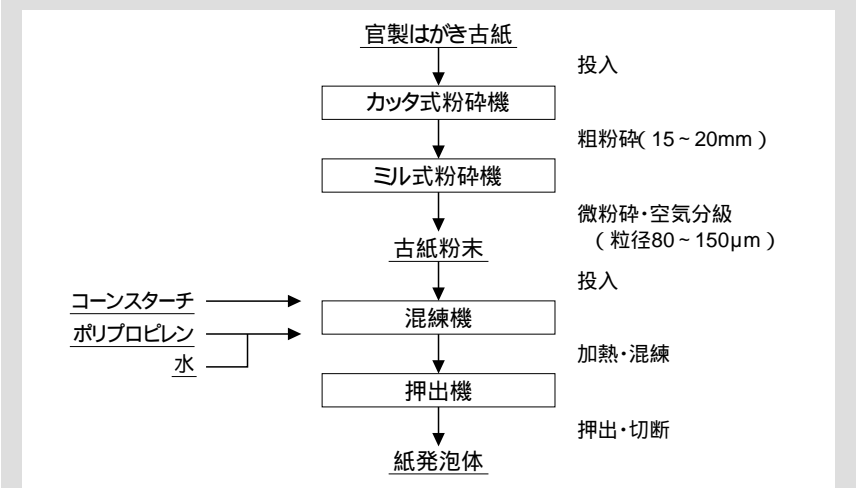 官製はがき古紙
投入
カッタ式粉砕機
粗粉砕(15~20mm)
ミル式粉砕機
微粉砕・空気分級
(粒径80~150μm)
古紙粉末
投入
コーンスターチ
混練機
ポリプロピレン
水
加熱・混練
押出機
押出・切断
紙発泡体